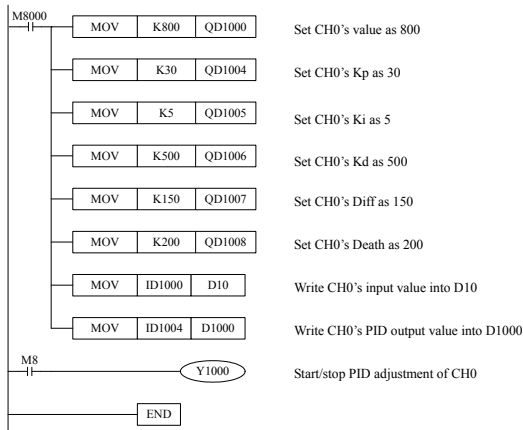 M8000
MOV K800 QD1000 Set CH0's value as 800
MOV K30 QD1004 Set CH0's Kp as 30
MOV K5 QD1005 Set CH0's Ki as 5
MOV K500 QD1006 Set CH0's Kd as 500
MOV K150 QD1007 Set CH0's Diff as 150
MOV K200 QD1008 Set CH0's Death as 200
MOV ID1000 D10 Write CH0's input value into D10
MOV ID1004 D1000 Write CH0's PID output value into D1000
M8
Y1000 Start/stop PID adjustment of CH0
END